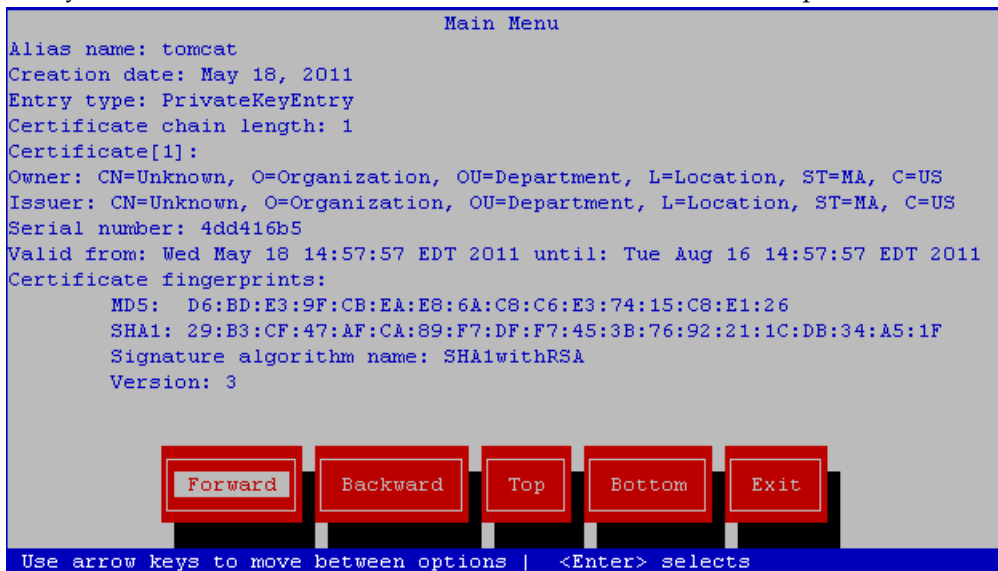 Main Menu
Alias name: tomcat
Creation date: May 18, 2011
Entry type: PrivateKeyEntry
Certificate chain length: 1
Certificate[1]:
Owner: CN=Unknown, O=Organization, OU=Department, L=Location, ST=MA, C=US
Issuer: CN=Unknown, O=Organization, OU=Department, L=Location, ST=MA, C=US
Serial number: 4dd416b5
Valid from: Wed May 18 14:57:57 EDT 2011 until: Tue Aug 16 14:57:57 EDT 2011
Certificate fingerprints:
MD5: D6:BD:E3:9F:CB:EA:E8:6A:C8:C6:E3:74:15:C8:E1:26
SHA1: 29:B3:CF:47:AF:CA:89:F7:DF:F7:45:3B:76:92:21:1C:DB:34:A5:1F
Signature algorithm name: SHA1withRSA
Version: 3
Forward Backward Top Bottom Exit
Use arrow keys to move between options | <Enter> selects